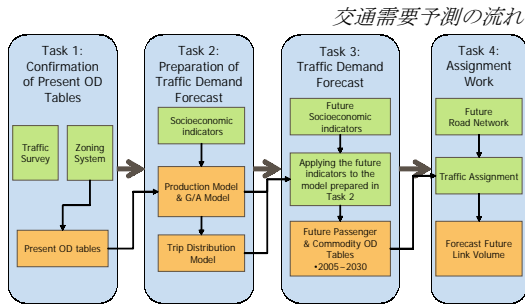 交通需要予測の流れ
Task 1:
Confirmation
of Present OD
Tables
Traffic
Survey
Zoning
System
Present OD tables
Task 2:
Preparation of
Traffic Demand
Forecast
Socioeconomic
indicators
Production Model
& G/A Model
Trip Distribution
Model
Task 3:
Traffic Demand
Forecast
Future
Socioeconomic
indicators
Applying the future
indicators to the
model prepared in
Task 2
Future Passenger
& Commodity OD
Tables
•2005–2030
Task 4:
Assignment
Work
Future
Road Network
Traffic Assignment
Forecast Future
Link Volume